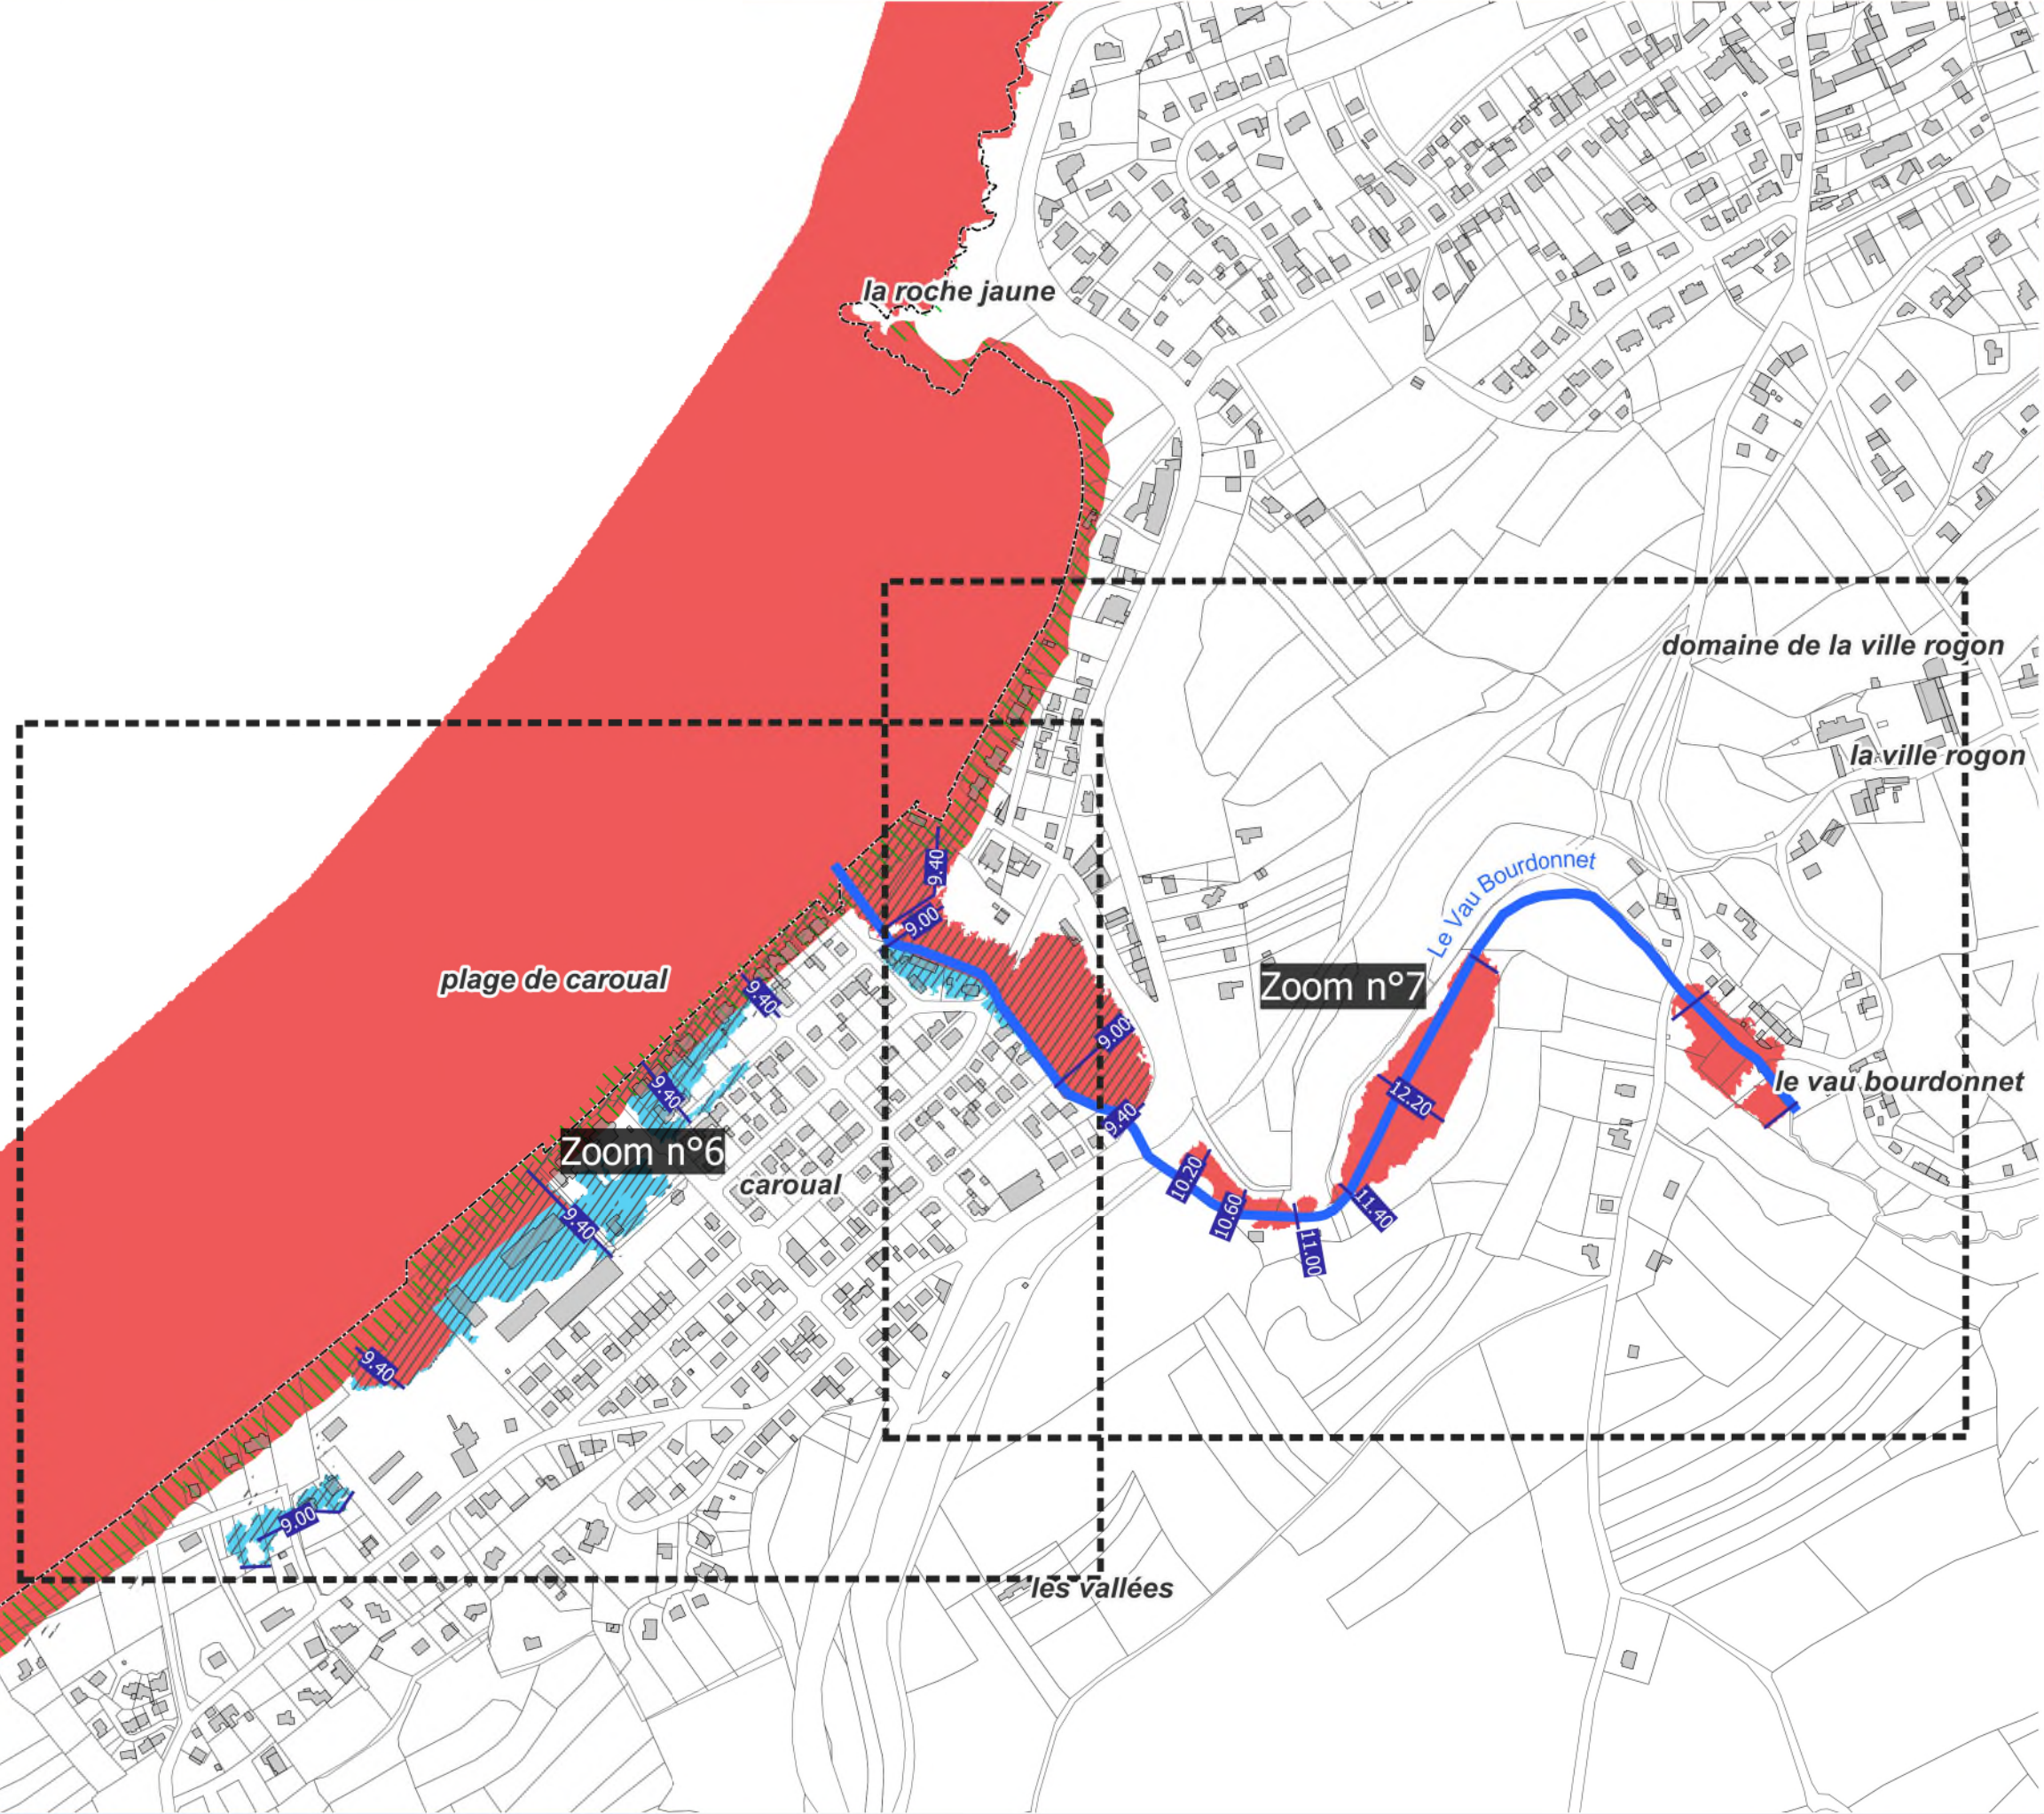 la roche jaune
domaine de la ville rogon
la ville rogon
9.40
Le Vau Bourdonnet
9.00
plage de caroual
Zoom n°7
9.40
9.00
le vau bourdonnet
9.40
12.20
9.40
Zoom n°6
10.20
caroual
11.40
10.60
9.40
11.00
9.40
9.00
les vallées